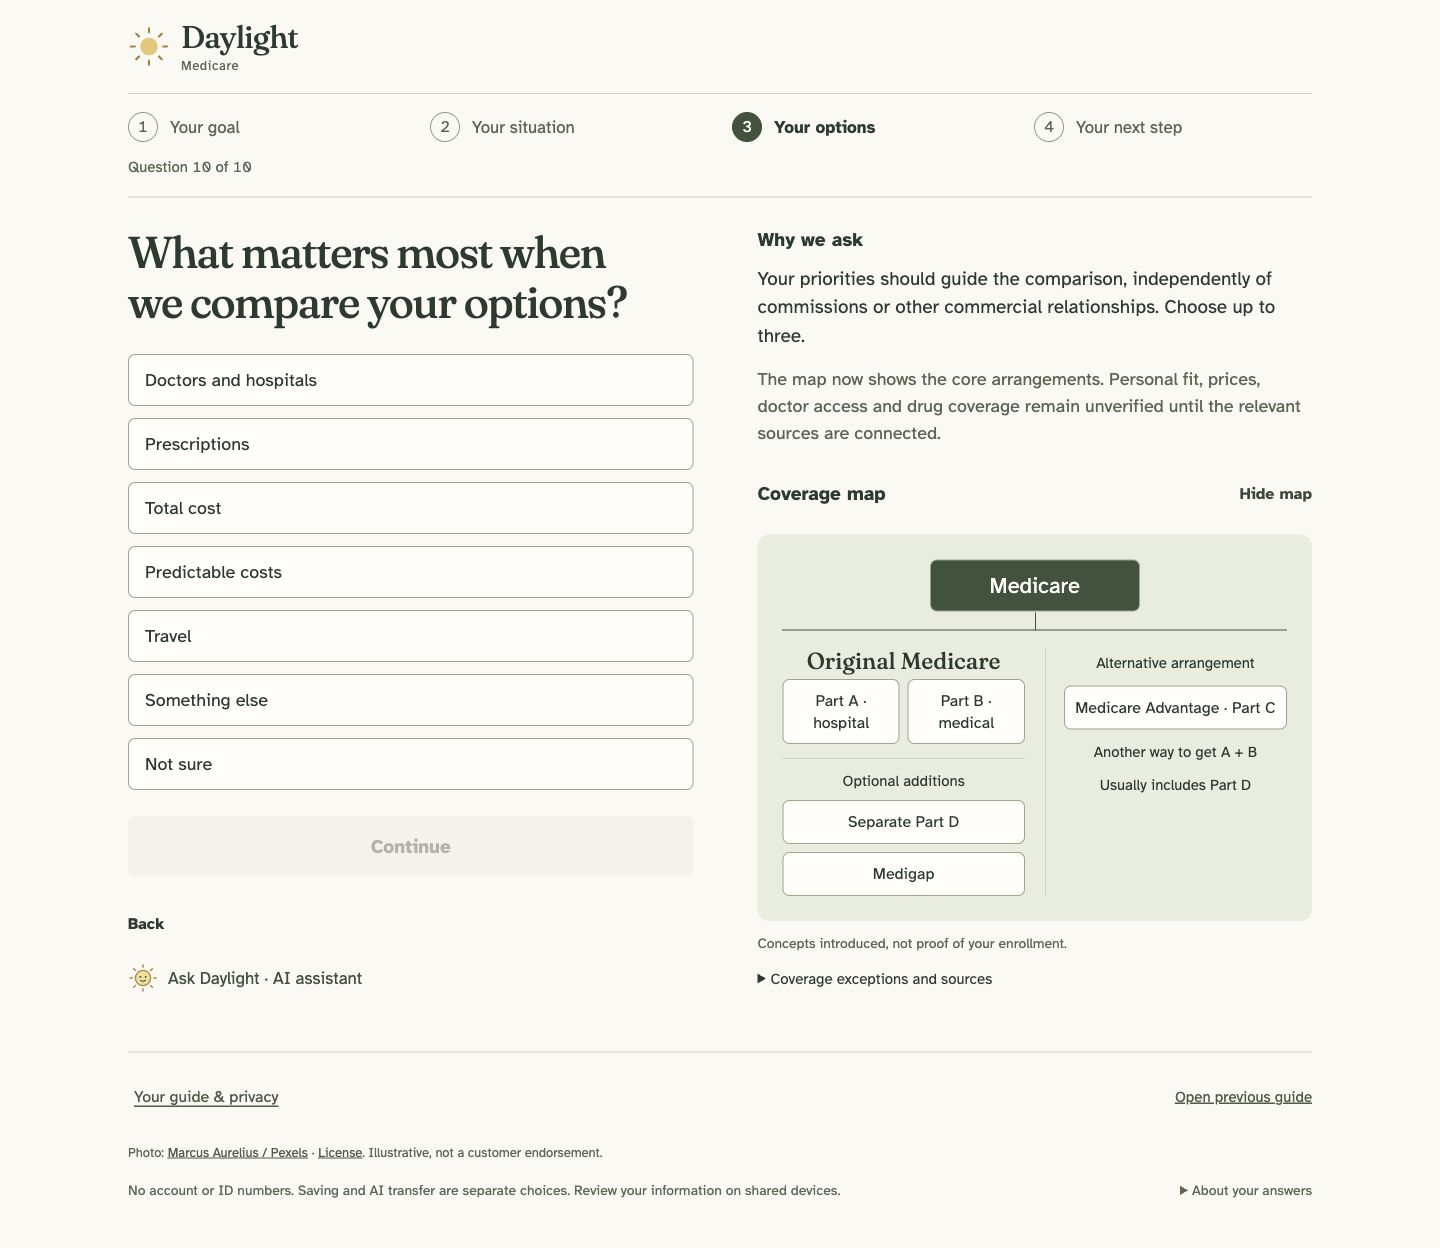 Daylight
Medicare
1 Your goal
2 Your situation
3 Your options
4 Your next step
Question 10 of 10
What matters most when
we compare your options?
Doctors and hospitals
Prescriptions
Total cost
Predictable costs
Travel
Something else
Not sure
Continue
Back
Ask Daylight · AI assistant
Why we ask
Your priorities should guide the comparison, independently of
commissions or other commercial relationships. Choose up to
three.
The map now shows the core arrangements. Personal fit, prices,
doctor access and drug coverage remain unverified until the relevant
sources are connected.
Coverage map
Hide map
Medicare
Original Medicare
Part A ·
hospital
Part B ·
medical
Optional additions
Separate Part D
Medigap
Alternative arrangement
Medicare Advantage · Part C
Another way to get A + B
Usually includes Part D
Concepts introduced, not proof of your enrollment.
Coverage exceptions and sources
Your guide & privacy
Open previous guide
Photo: Marcus Aurelius / Pexels · License. Illustrative, not a customer endorsement.
No account or ID numbers. Saving and AI transfer are separate choices. Review your information on shared devices.
About your answers